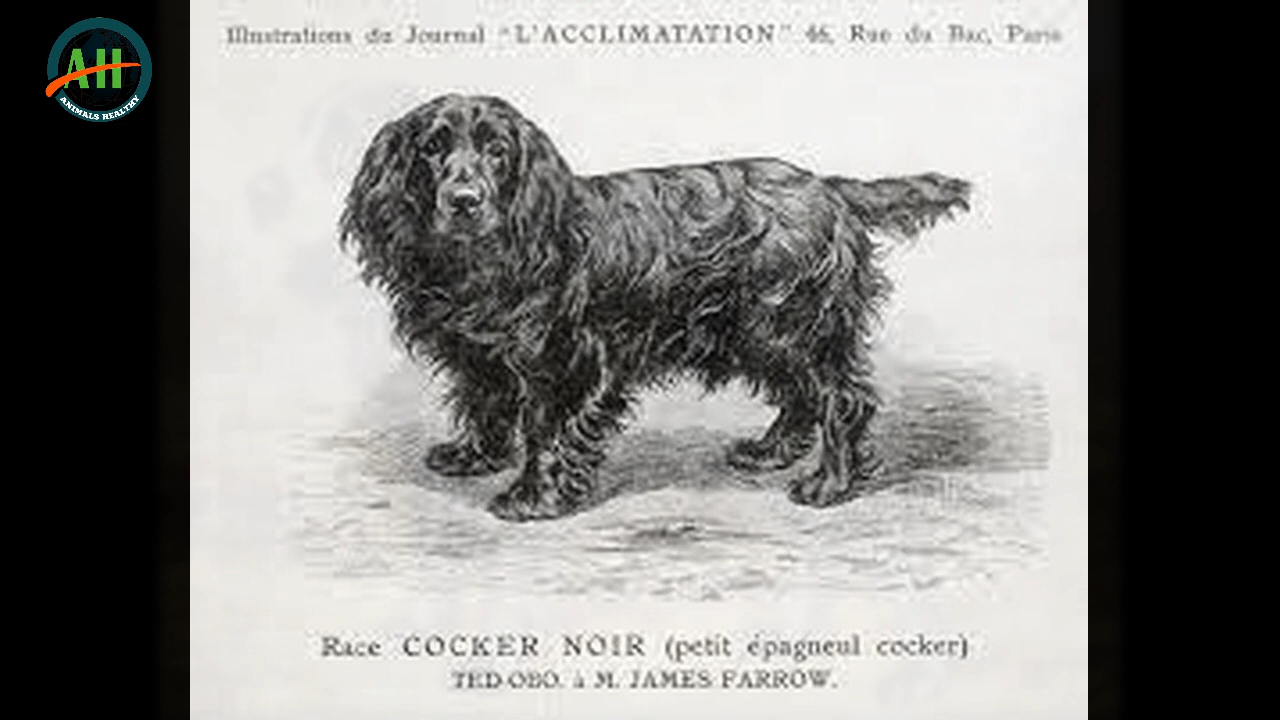 Illustrations du Journal "L'ACCLIMATATION" 46, Rue du Bac, Paris
AH
ANIMALS HEALTHY
Race COCKER NOIR (petit épagneul cocker)
TED OBO. à M. JAMES FARROW.